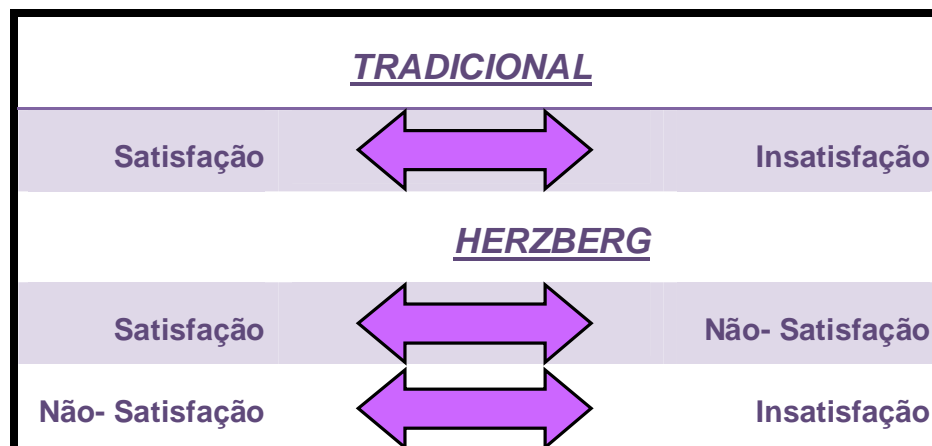 TRADICIONAL
Satisfação Insatisfação
HERZBERG
Satisfação Não- Satisfação
Não- Satisfação Insatisfação